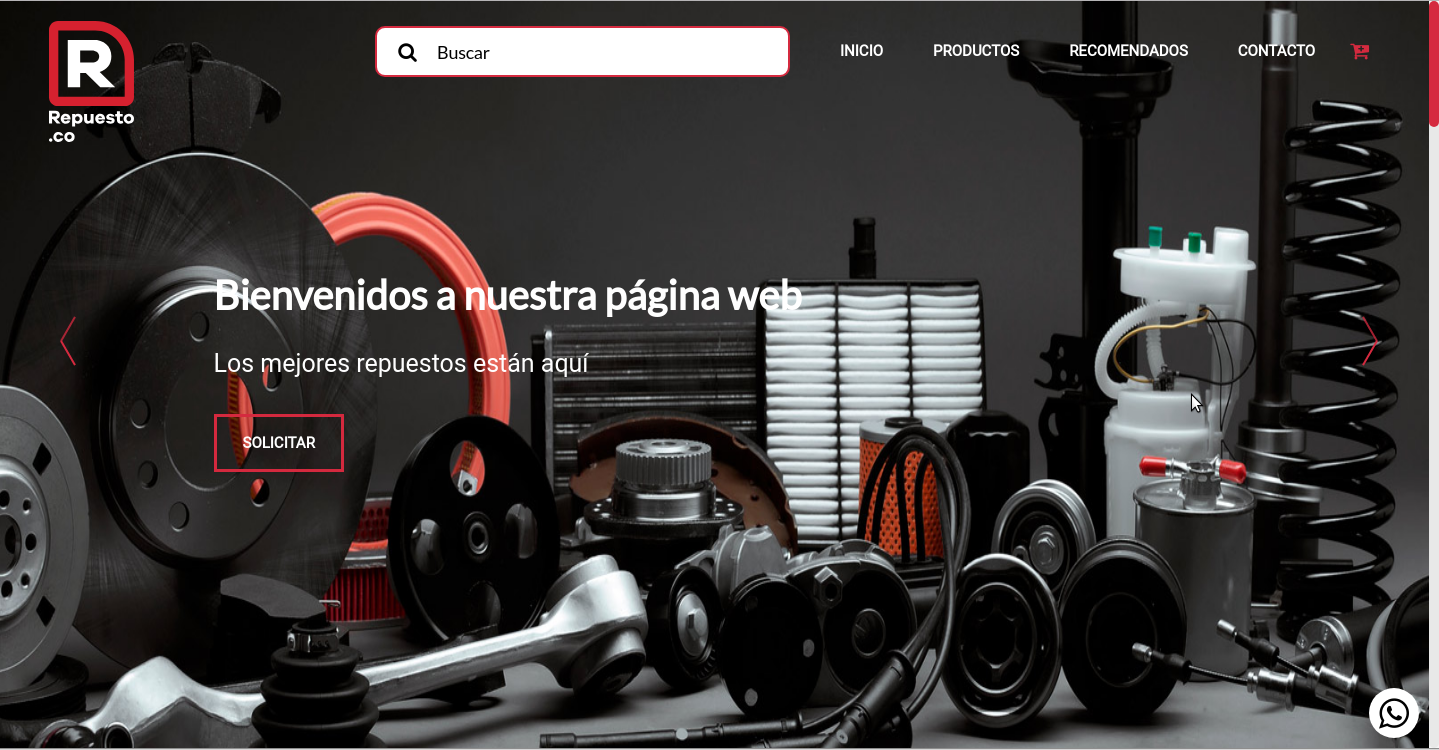 R
Repuesto
.co
Buscar
INICIO
PRODUCTOS
RECOMENDADOS
CONTACTO
Bienvenidos a nuestra página web
Los mejores repuestos están aquí
SOLICITAR